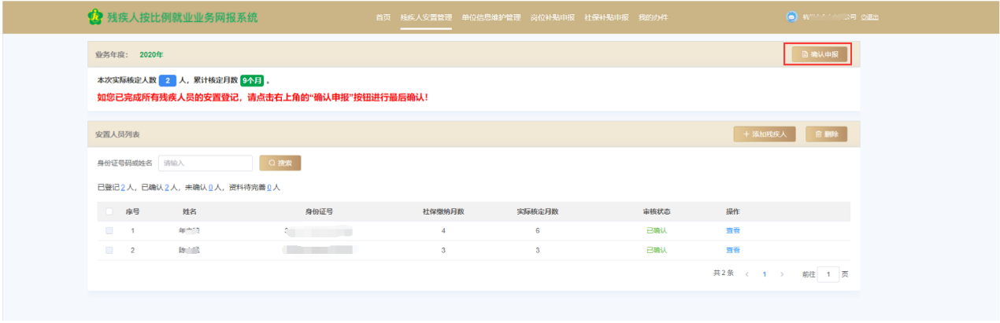 残疾人按比例就业业务网报系统 首页 残疾人安置管理 单位信息维护管理 岗位补贴申报 社保补贴申报 我的办件 杭 公司 退出
业务年度: 2020年 确认申报
本次实际核定人数 2 人，累计核定月数 9个月 。
如您已完成所有残疾人员的安置登记，请点击右上角的“确认申报”按钮进行最后确认！
安置人员列表 添加残疾人 删除
身份证号码或姓名 请输入 搜索
已登记2人，已确认2人，未确认0人，资料待完善0人
序号 姓名 身份证号 社保缴纳月数 实际核定月数 审核状态 操作
1 4 6 已确认 查看
2 3 3 已确认 查看
共2条 < 1 > 前往 1 页